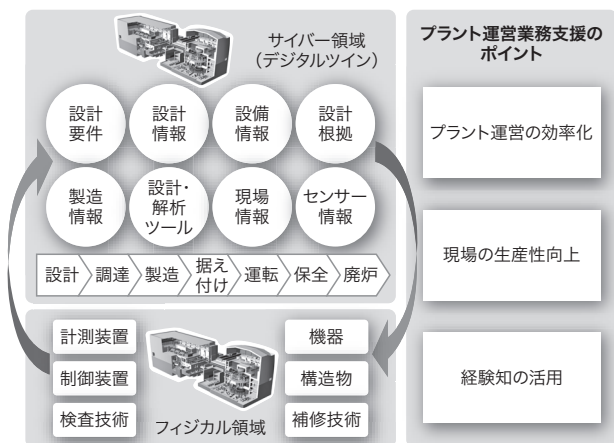 サイバー領域
(デジタルツイン)
設計
要件
設計
情報
設備
情報
設計
根拠
製造
情報
設計・
解析
ツール
現場
情報
センサー
情報
設計
調達
製造
据え
付け
運転
保全
廃炉
計測装置
制御装置
検査技術
フィジカル領域
機器
構造物
補修技術
プラント運営業務支援の
ポイント
プラント運営の効率化
現場の生産性向上
経験知の活用